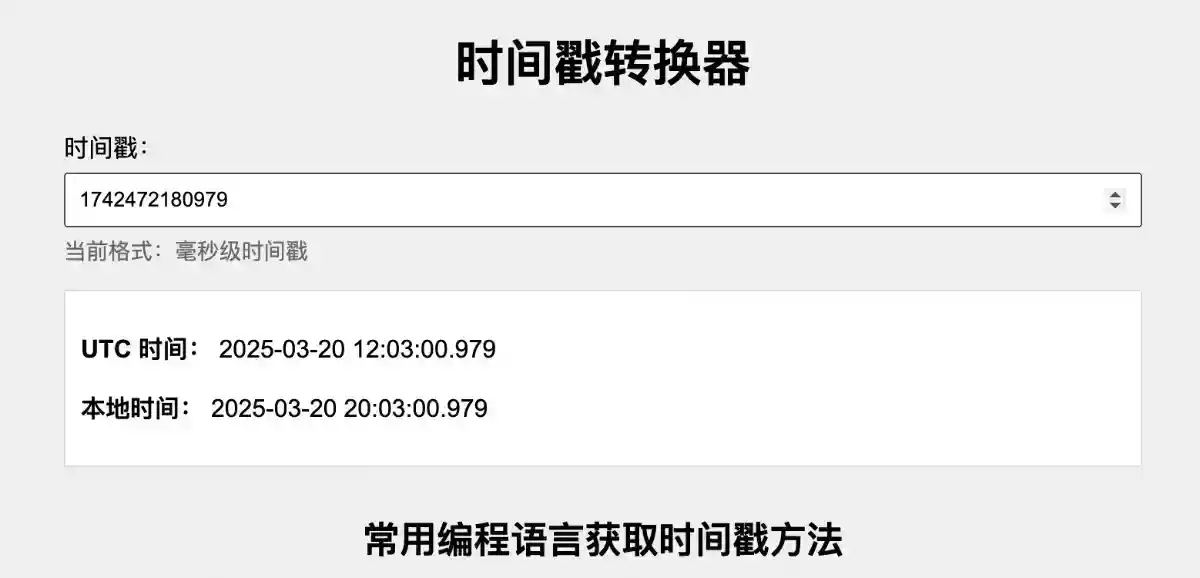 时间戳转换器
时间戳：
1742472180979
当前格式：毫秒级时间戳
UTC 时间： 2025-03-20 12:03:00.979
本地时间： 2025-03-20 20:03:00.979
常用编程语言获取时间戳方法